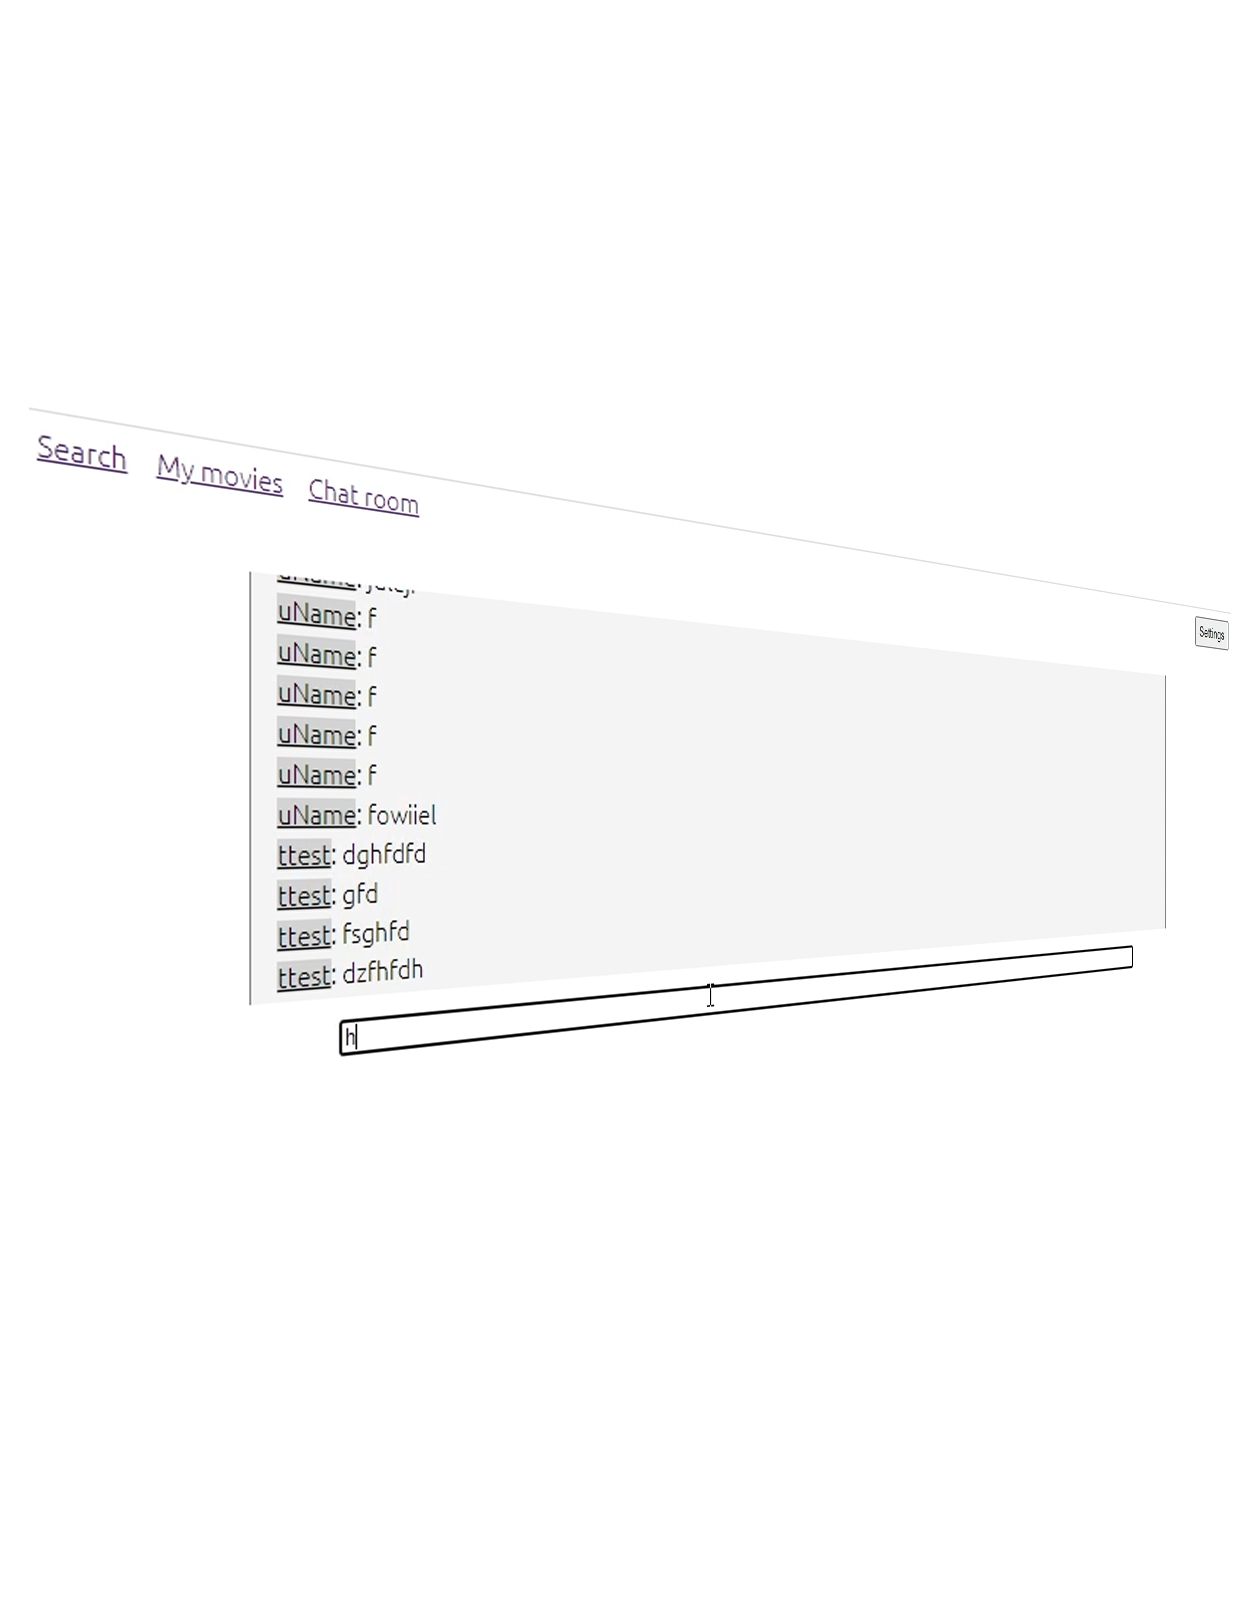 Search My movies Chat room
Settings
uName: f
uName: f
uName: f
uName: f
uName: f
uName: fowiiel
ttest: dghfdfd
ttest: gfd
ttest: fsghfd
ttest: dzfhfdh
h